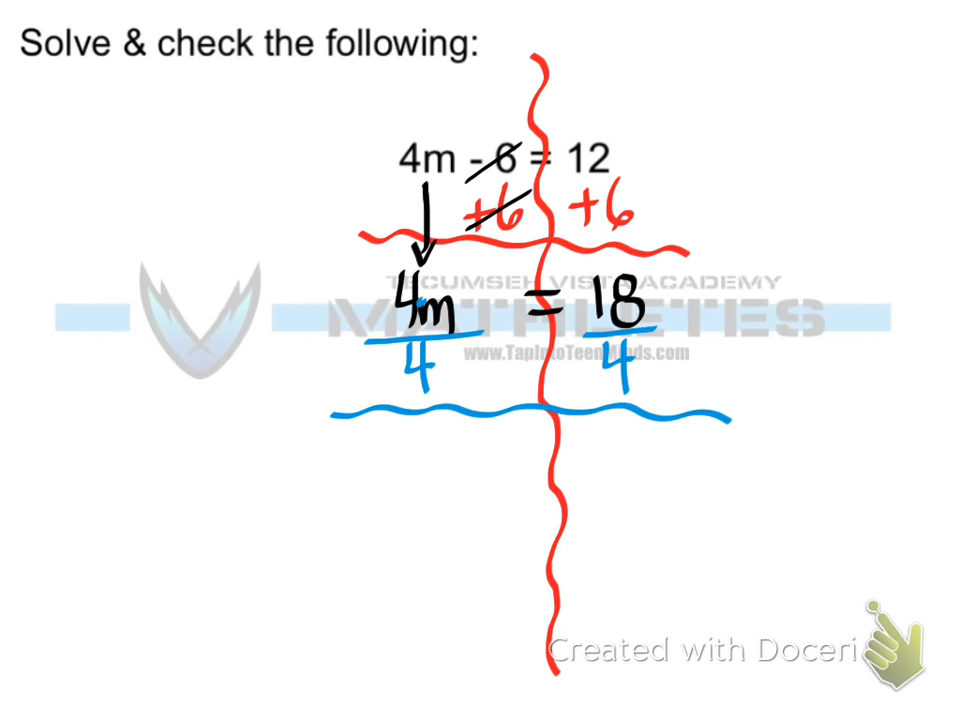 Solve & check the following:
4m - 6 = 12
+6 +6
TECUMSEH VISTA ACADEMY
4m = 18
MATHLETES
4 4
www.TapIntoTeenMinds.com
Created with Doceri